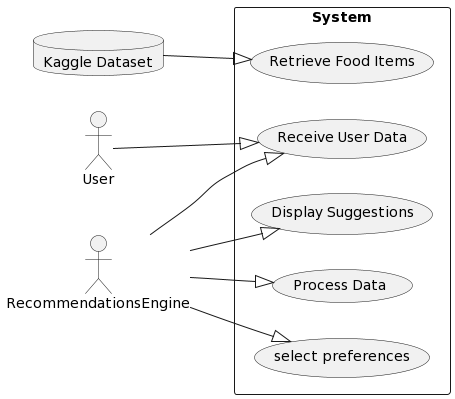 System
Kaggle Dataset
Retrieve Food Items
Receive User Data
User
Display Suggestions
Process Data
RecommendationsEngine
select preferences